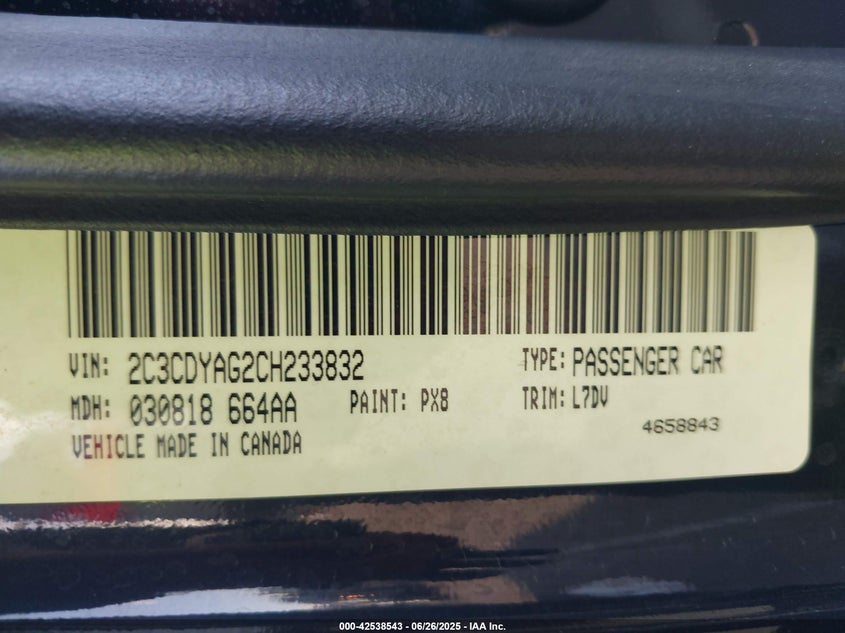 VIN: 2C3CDYAG2CH233832 TYPE: PASSENGER CAR
MDH: 030818 664AA PAINT: PX8 TRIM: L7DV
VEHICLE MADE IN CANADA 4658843
000-42538543 - 06/26/2025 - IAA Inc.